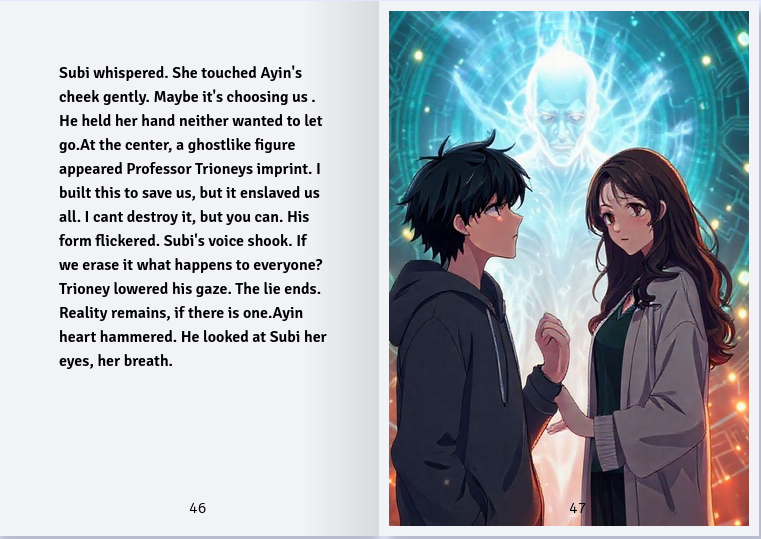 Subi whispered. She touched Ayin's
cheek gently. Maybe it's choosing us .
He held her hand neither wanted to let
go.At the center, a ghostlike figure
appeared Professor Trioneys imprint. I
built this to save us, but it enslaved us
all. I cant destroy it, but you can. His
form flickered. Subi's voice shook. If
we erase it what happens to everyone?
Trioney lowered his gaze. The lie ends.
Reality remains, if there is one.Ayin
heart hammered. He looked at Subi her
eyes, her breath.
46
47